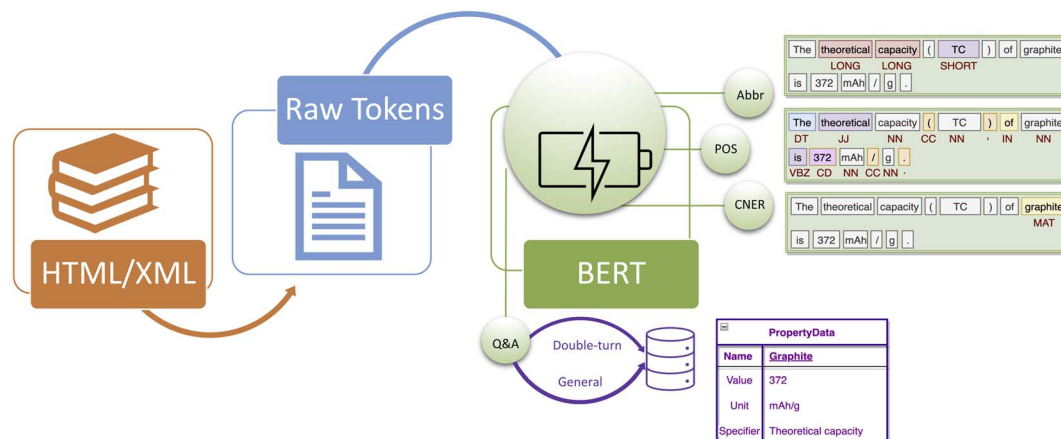 HTML/XML
Raw Tokens
BERT
Abbr
POS
CNER
Q&A
Double-turn
General
The theoretical capacity ( TC ) of graphite
LONG LONG SHORT
is 372 mAh / g .
The theoretical capacity ( TC ) of graphite
DT JJ NN CC NN , IN NN
is 372 mAh / g .
VBZ CD NN CC NN .
The theoretical capacity ( TC ) of graphite
MAT
is 372 mAh / g .
PropertyData
Name Graphite
Value 372
Unit mAh/g
Specifier Theoretical capacity